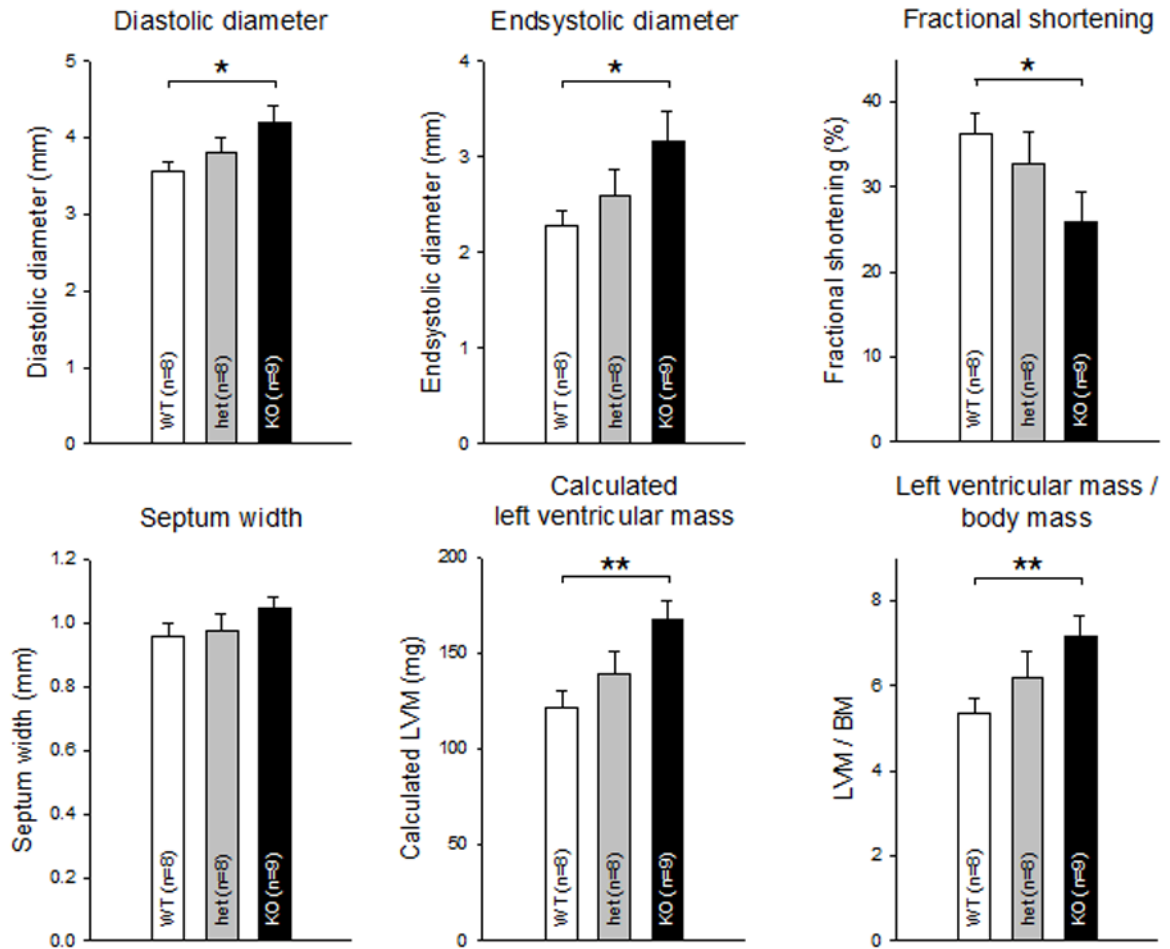 Diastolic diameter
Diastolic diameter (mm)
5
4
3
2
1
0
*
WT (n=8)
het (n=8)
KO (n=9)
Endsystolic diameter
Endsystolic diameter (mm)
4
3
2
1
0
*
WT (n=8)
het (n=8)
KO (n=9)
Fractional shortening
Fractional shortening (%)
40
30
20
10
0
*
WT (n=8)
het (n=8)
KO (n=9)
Septum width
Septum width (mm)
1.2
1.0
0.8
0.6
0.4
0.2
0.0
WT (n=8)
het (n=8)
KO (n=9)
Calculated
left ventricular mass
Calculated LVM (mg)
200
150
100
50
0
**
WT (n=8)
het (n=8)
KO (n=9)
Left ventricular mass /
body mass
LVM / BM
8
6
4
2
0
**
WT (n=8)
het (n=8)
KO (n=9)